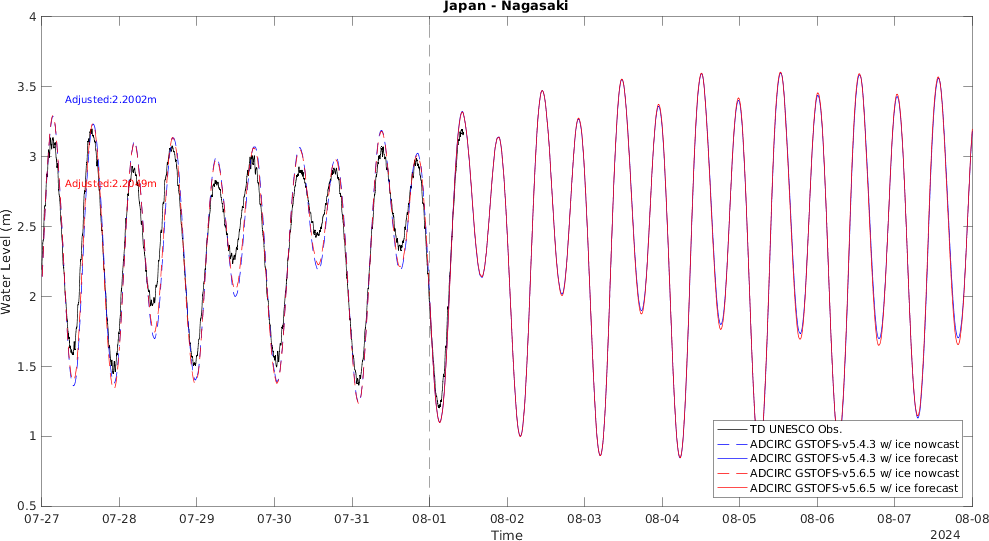 Japan - Nagasaki
4
3.5
3
2.5
2
1.5
1
0.5
Water Level (m)
Adjusted:2.2002m
Adjusted:2.2049m
TD UNESCO Obs.
ADCIRC GSTOFS-v5.4.3 w/ ice nowcast
ADCIRC GSTOFS-v5.4.3 w/ ice forecast
ADCIRC GSTOFS-v5.6.5 w/ ice nowcast
ADCIRC GSTOFS-v5.6.5 w/ ice forecast
07-27 07-28 07-29 07-30 07-31 08-01 08-02 08-03 08-04 08-05 08-06 08-07 08-08
Time
2024